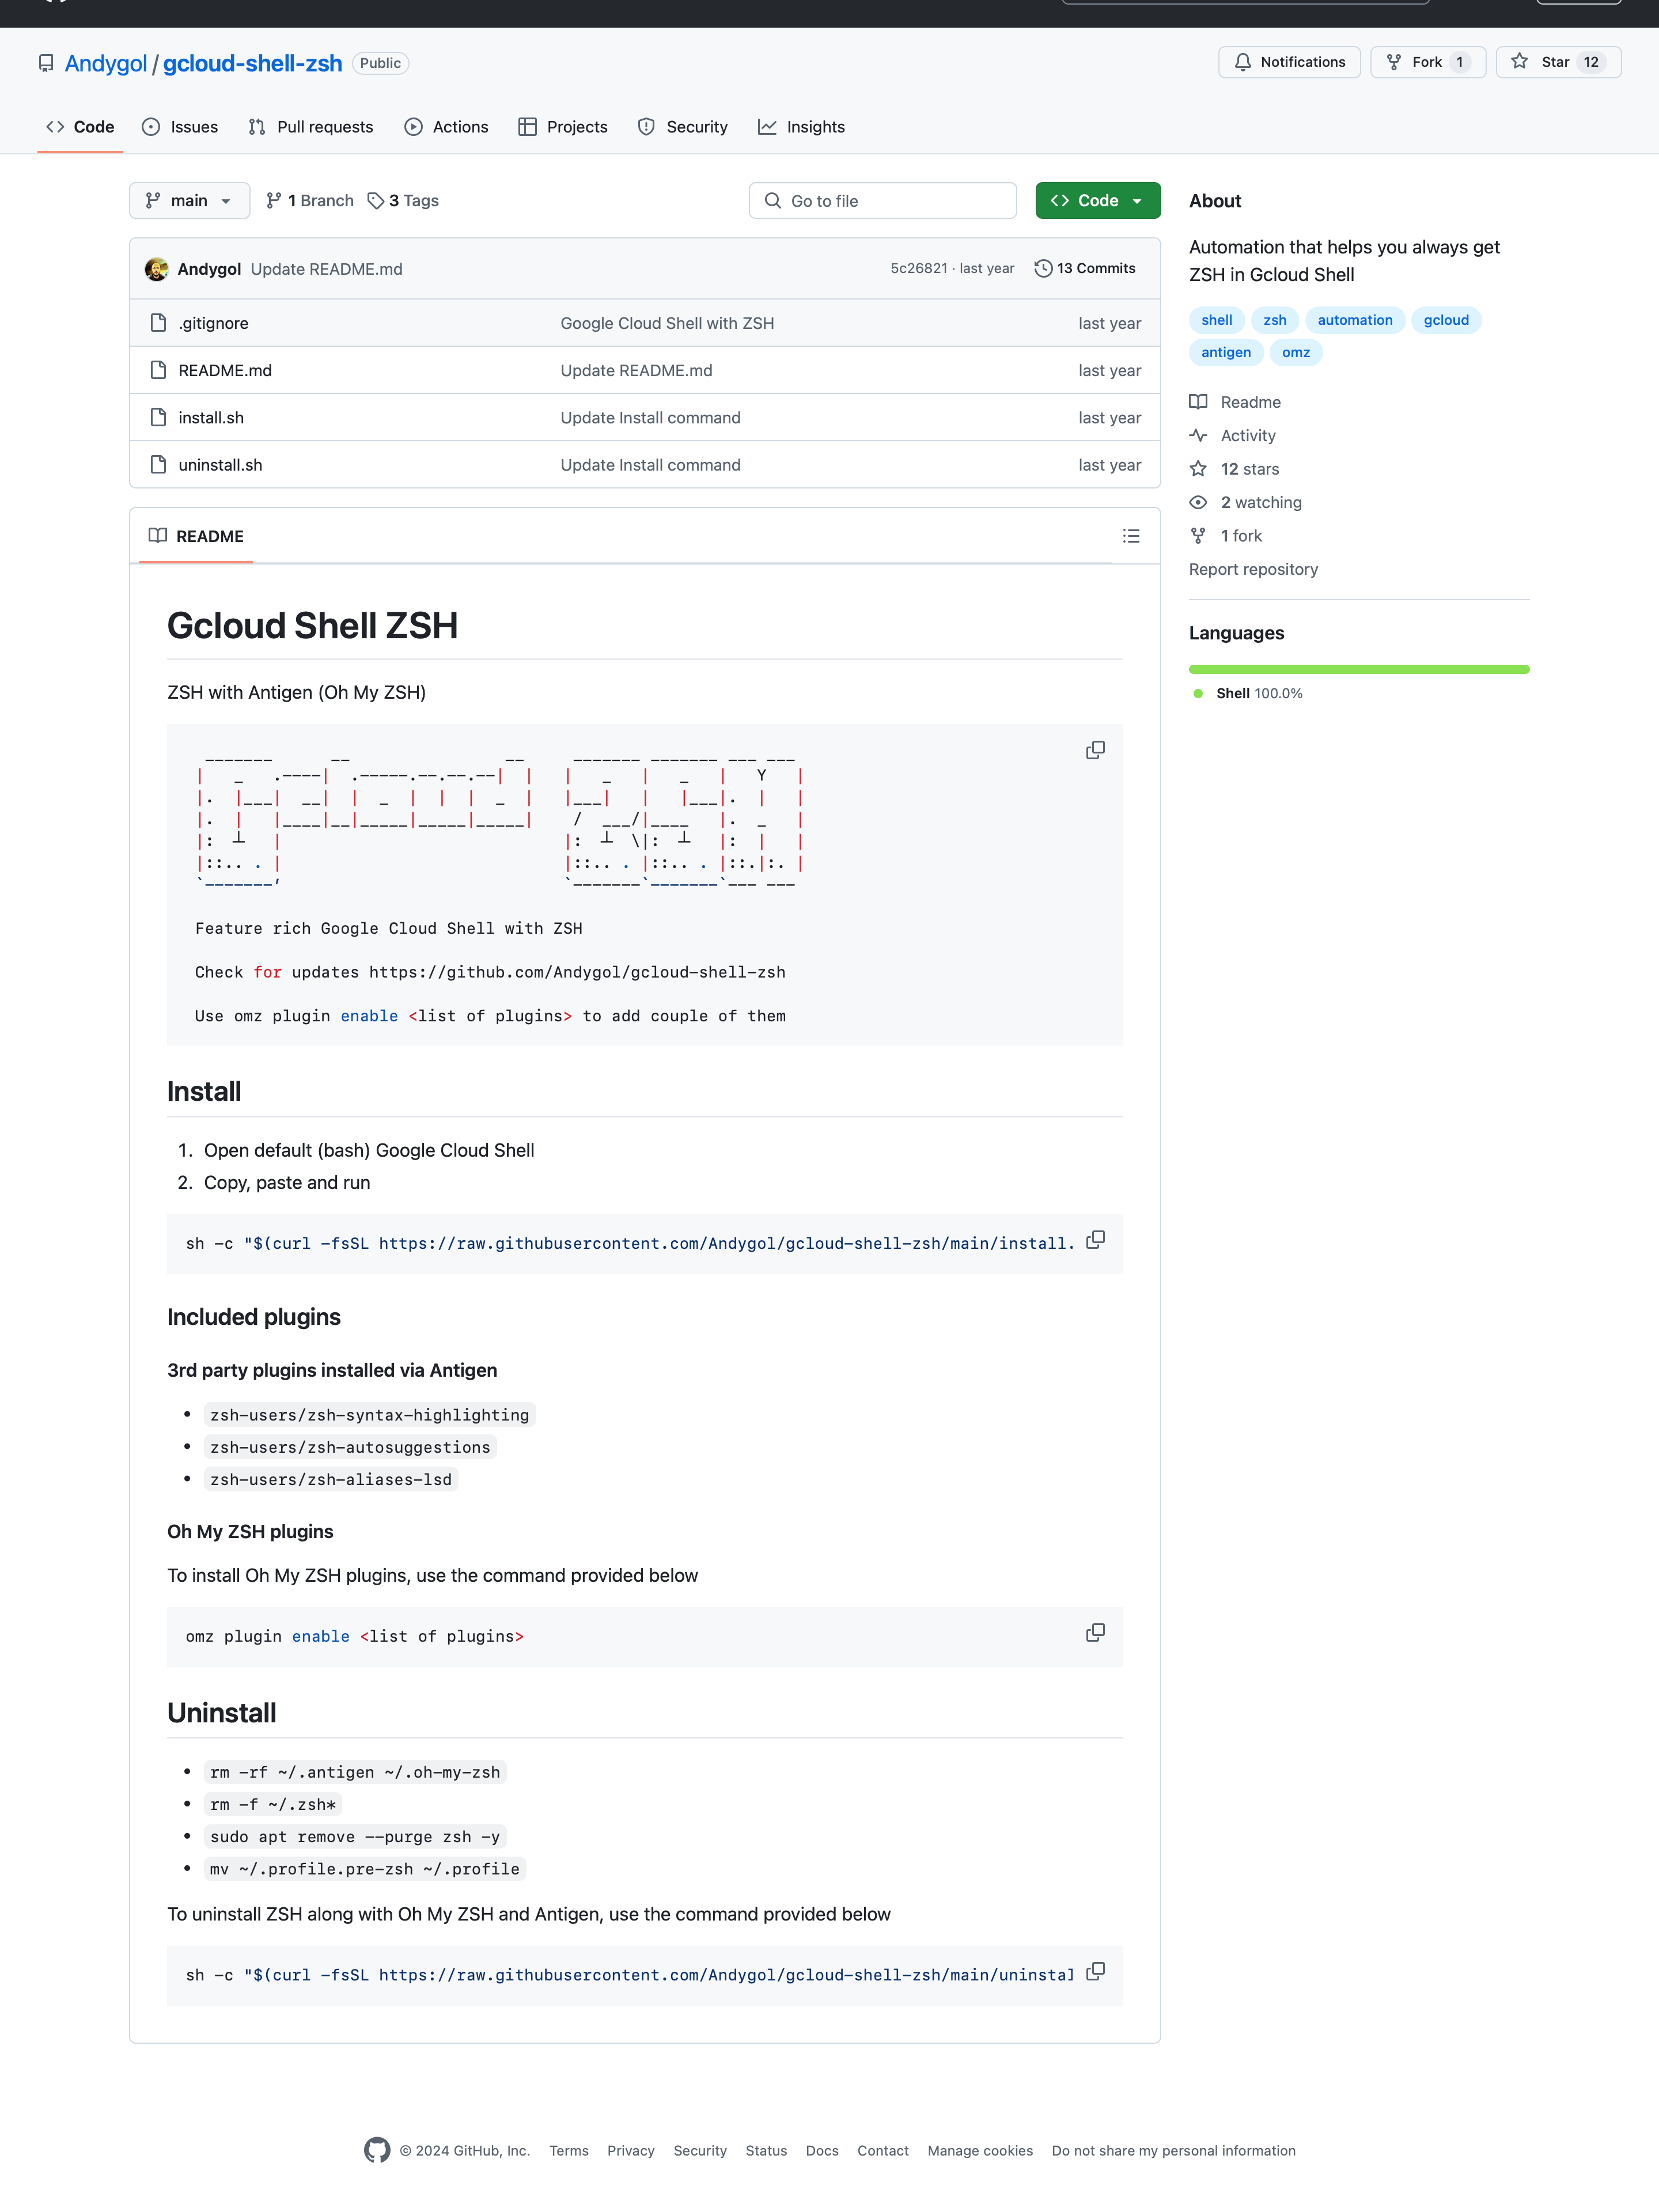 Andygol / gcloud-shell-zsh Public
Notifications Fork 1 Star 12
Code Issues Pull requests Actions Projects Security Insights
main 1 Branch 3 Tags Go to file Code
Andygol Update README.md 5c26821 · last year 13 Commits
.gitignore Google Cloud Shell with ZSH last year
README.md Update README.md last year
install.sh Update Install command last year
uninstall.sh Update Install command last year
README
Gcloud Shell ZSH
ZSH with Antigen (Oh My ZSH)
Feature rich Google Cloud Shell with ZSH
Check for updates https://github.com/Andygol/gcloud-shell-zsh
Use omz plugin enable <list of plugins> to add couple of them
Install
1. Open default (bash) Google Cloud Shell
2. Copy, paste and run
sh -c "$(curl -fsSL https://raw.githubusercontent.com/Andygol/gcloud-shell-zsh/main/install.
Included plugins
3rd party plugins installed via Antigen
• zsh-users/zsh-syntax-highlighting
• zsh-users/zsh-autosuggestions
• zsh-users/zsh-aliases-lsd
Oh My ZSH plugins
To install Oh My ZSH plugins, use the command provided below
omz plugin enable <list of plugins>
Uninstall
• rm -rf ~/.antigen ~/.oh-my-zsh
• rm -f ~/.zsh*
• sudo apt remove --purge zsh -y
• mv ~/.profile.pre-zsh ~/.profile
To uninstall ZSH along with Oh My ZSH and Antigen, use the command provided below
sh -c "$(curl -fsSL https://raw.githubusercontent.com/Andygol/gcloud-shell-zsh/main/uninstal
About
Automation that helps you always get
ZSH in Gcloud Shell
shell zsh automation gcloud
antigen omz
Readme
Activity
12 stars
2 watching
1 fork
Report repository
Languages
Shell 100.0%
© 2024 GitHub, Inc. Terms Privacy Security Status Docs Contact Manage cookies Do not share my personal information